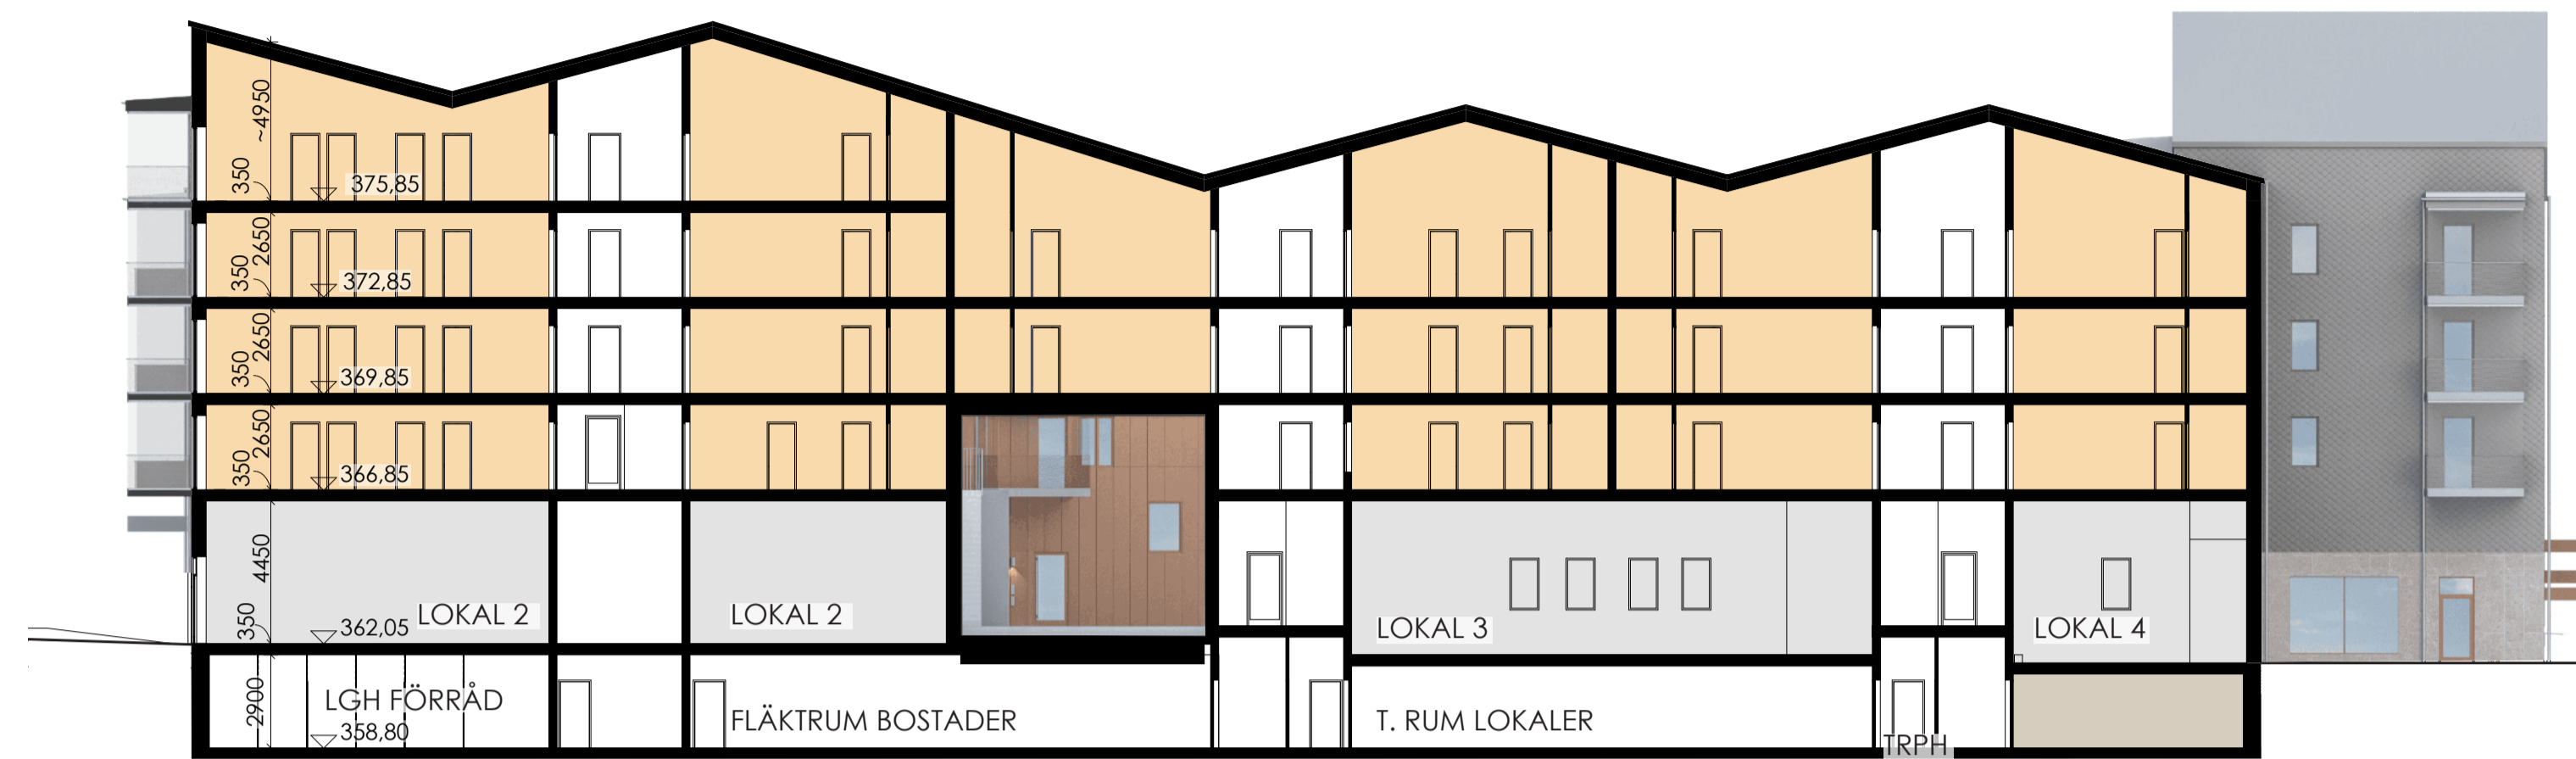 ~4950
350
375,85
2650
350
372,85
2650
350
369,85
2650
350
366,85
4450
350
362,05
LOKAL 2
LOKAL 2
LOKAL 3
LOKAL 4
2900
LGH FÖRRÅD
358,80
FLÄKTRUM BOSTADER
T. RUM LOKALER
TRPH